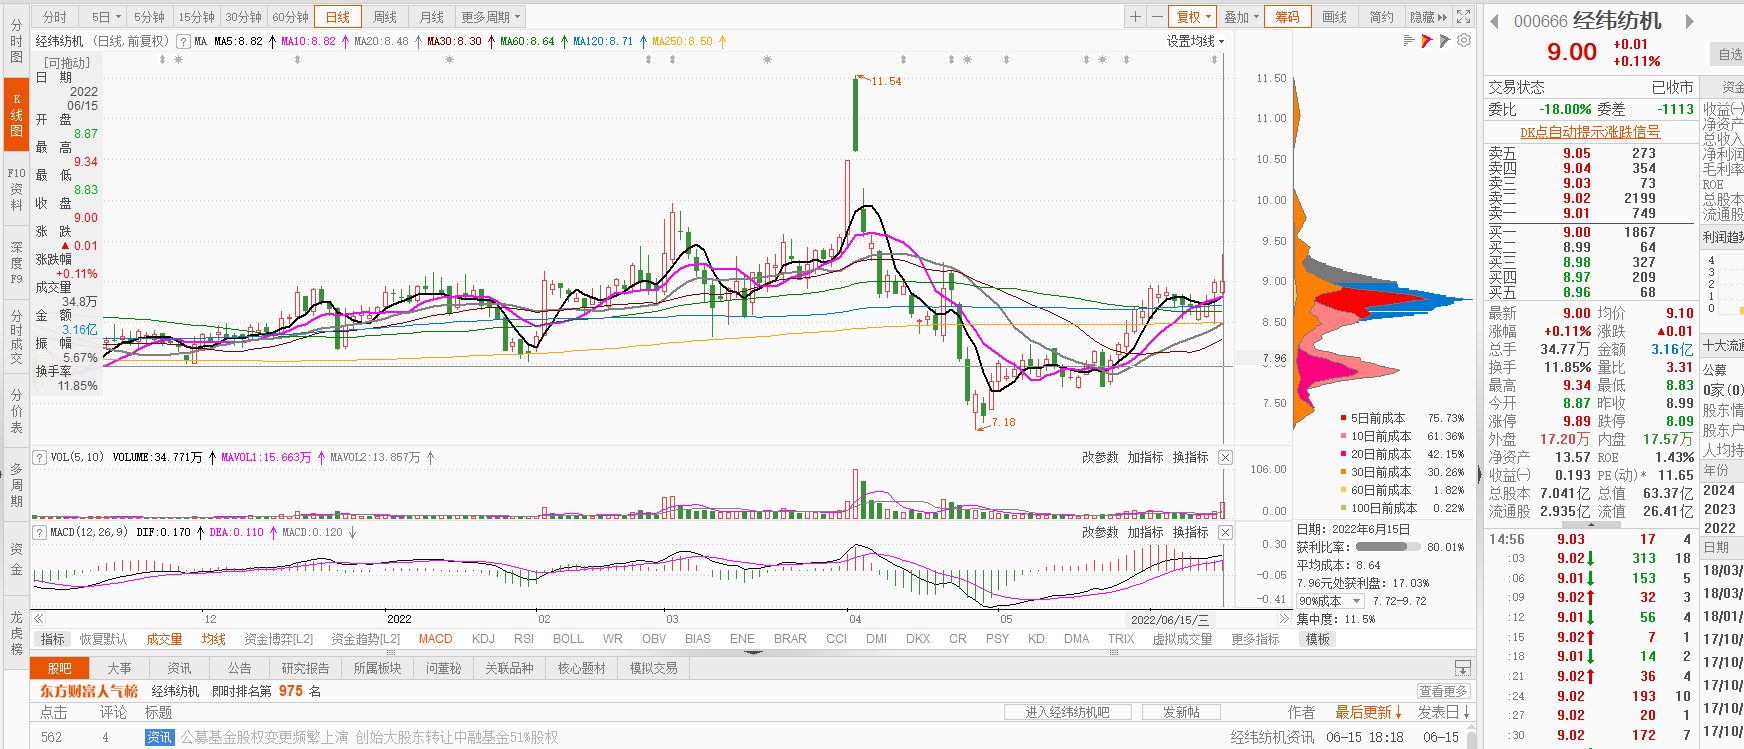 分时 5日 5分钟 15分钟 30分钟 60分钟 日线 周线 月线 更多周期 复权 叠加 筹码 画线 简约 隐藏
经纬纺机 (日线,前复权) ? MA MA5:8.82 MA10:8.82 MA20:8.48 MA30:8.30 MA60:8.64 MA120:8.71 MA250:8.50 设置均线
分时图
K线图
F10资料
深度F9
分时成交
分价表
多周期
资金
龙虎榜
[可拖动]
日期
2022
06/15
开盘
8.87
最高
9.34
最低
8.83
收盘
9.00
涨跌
▲0.01
涨跌幅
+0.11%
成交量
34.8万
金额
3.16亿
振幅
5.67%
换手率
11.85%
11.54
7.18
11.50
11.00
10.50
10.00
9.50
9.00
8.50
7.96
7.50
5日前成本 75.73%
10日前成本 61.36%
20日前成本 42.15%
30日前成本 30.26%
60日前成本 1.82%
100日前成本 0.22%
日期: 2022年6月15日
获利比率: 80.01%
平均成本: 8.64
7.96元处获利盘: 17.03%
90%成本 7.72-9.72
集中度: 11.5%
模板
? VOL(5,10) VOLUME:34.771万 MAVOL1:15.663万 MAVOL2:13.857万 改参数 加指标 换指标
106.00
0.00
? MACD(12,26,9) DIF:0.170 DEA:0.110 MACD:0.120 改参数 加指标 换指标
0.30
-0.05
-0.41
12 2022 02 03 04 05 2022/06/15/三
指标 恢复默认 成交量 均线 资金博弈[L2] 资金趋势[L2] MACD KDJ RSI BOLL WR OBV BIAS ENE BRAR CCI DMI DKX CR PSY KD DMA TRIX 虚拟成交量 更多指标
股吧 大事 资讯 公告 研究报告 所属板块 问董秘 关联品种 核心题材 模拟交易
东方财富人气榜 经纬纺机 即时排名第 975 名 查看更多
点击 评论 标题 进入经纬纺机吧 发新帖 作者 最后更新 发表日
562 4 资讯 公募基金股权变更频繁上演 创始大股东转让中融基金51%股权 经纬纺机资讯 06-15 18:18 06-15
000666 经纬纺机
9.00 +0.01
+0.11%
自选
交易状态 已收市
委比 -18.00% 委差 -1113
DK点自动提示涨跌信号
卖五 9.05 273
卖四 9.04 354
卖三 9.03 73
卖二 9.02 2199
卖一 9.01 749
买一 9.00 1867
买二 8.99 64
买三 8.98 327
买四 8.97 209
买五 8.96 68
最新 9.00 均价 9.10
涨幅 +0.11% 涨跌 ▲0.01
总手 34.77万 金额 3.16亿
换手 11.85% 量比 3.31
最高 9.34 最低 8.83
今开 8.87 昨收 8.99
涨停 9.89 跌停 8.09
外盘 17.20万 内盘 17.57万
净资产 13.57 ROE 1.43%
收益㈠ 0.193 PE(动)* 11.65
总股本 7.041亿 总值 63.37亿
流通股 2.935亿 流值 26.41亿
14:56 9.03 17 4
:03 9.02 313 18
:06 9.01 153 5
:09 9.02 32 3
:12 9.01 56 4
:15 9.02 7 1
:18 9.01 14 2
:21 9.02 36 4
:24 9.02 193 10
:27 9.02 20 1
:30 9.02 172 7
资金
收益㈠
净资产
总收入
净利润
毛利率
ROE
总股本
流通股
利润趋势
4
3
2
1
0
十大流通
公募
0家(0)
股东情
股东户
人均持
年份
2024
2023
2022
日期
18/03/
18/03/
18/01/
17/10/
17/10/
17/10/
17/10/
17/10/